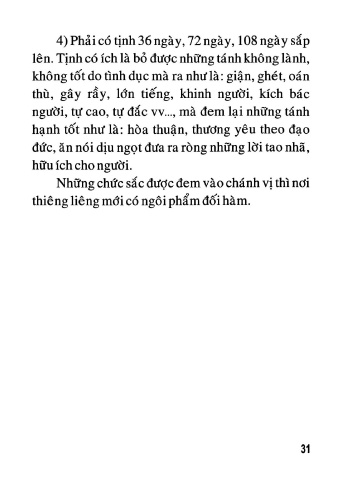 4) Phải có tịnh 36 ngày, 72 ngày, 108 ngày sắp
lên. Tịnh có ích là bỏ được những tánh không lành,
không tốt do tình dục mà ra như là: giận, ghét, oán
thù, gây rầy, lớn tiếng, khinh người, kích bác
người, tự cao, tự đắc vv..., mà đem lại những tánh
hạnh tốt như là: hòa thuận, thương yêu theo đạo
đức, ăn nói dịu ngọt đưa ra ròng những lời tao nhã,
hữu ích cho người.
Những chức sắc được đem vào chánh vị thì nơi
thiêng liêng mới có ngôi phẩm đối hàm.
31